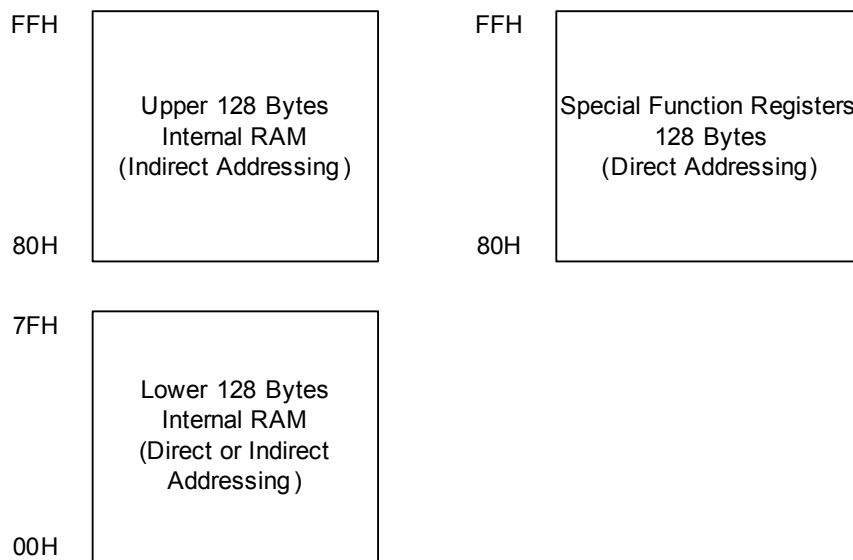 FFH
Upper 128 Bytes
Internal RAM
(Indirect Addressing)
80H
FFH
Special Function Registers
128 Bytes
(Direct Addressing)
80H
7FH
Lower 128 Bytes
Internal RAM
(Direct or Indirect
Addressing)
00H